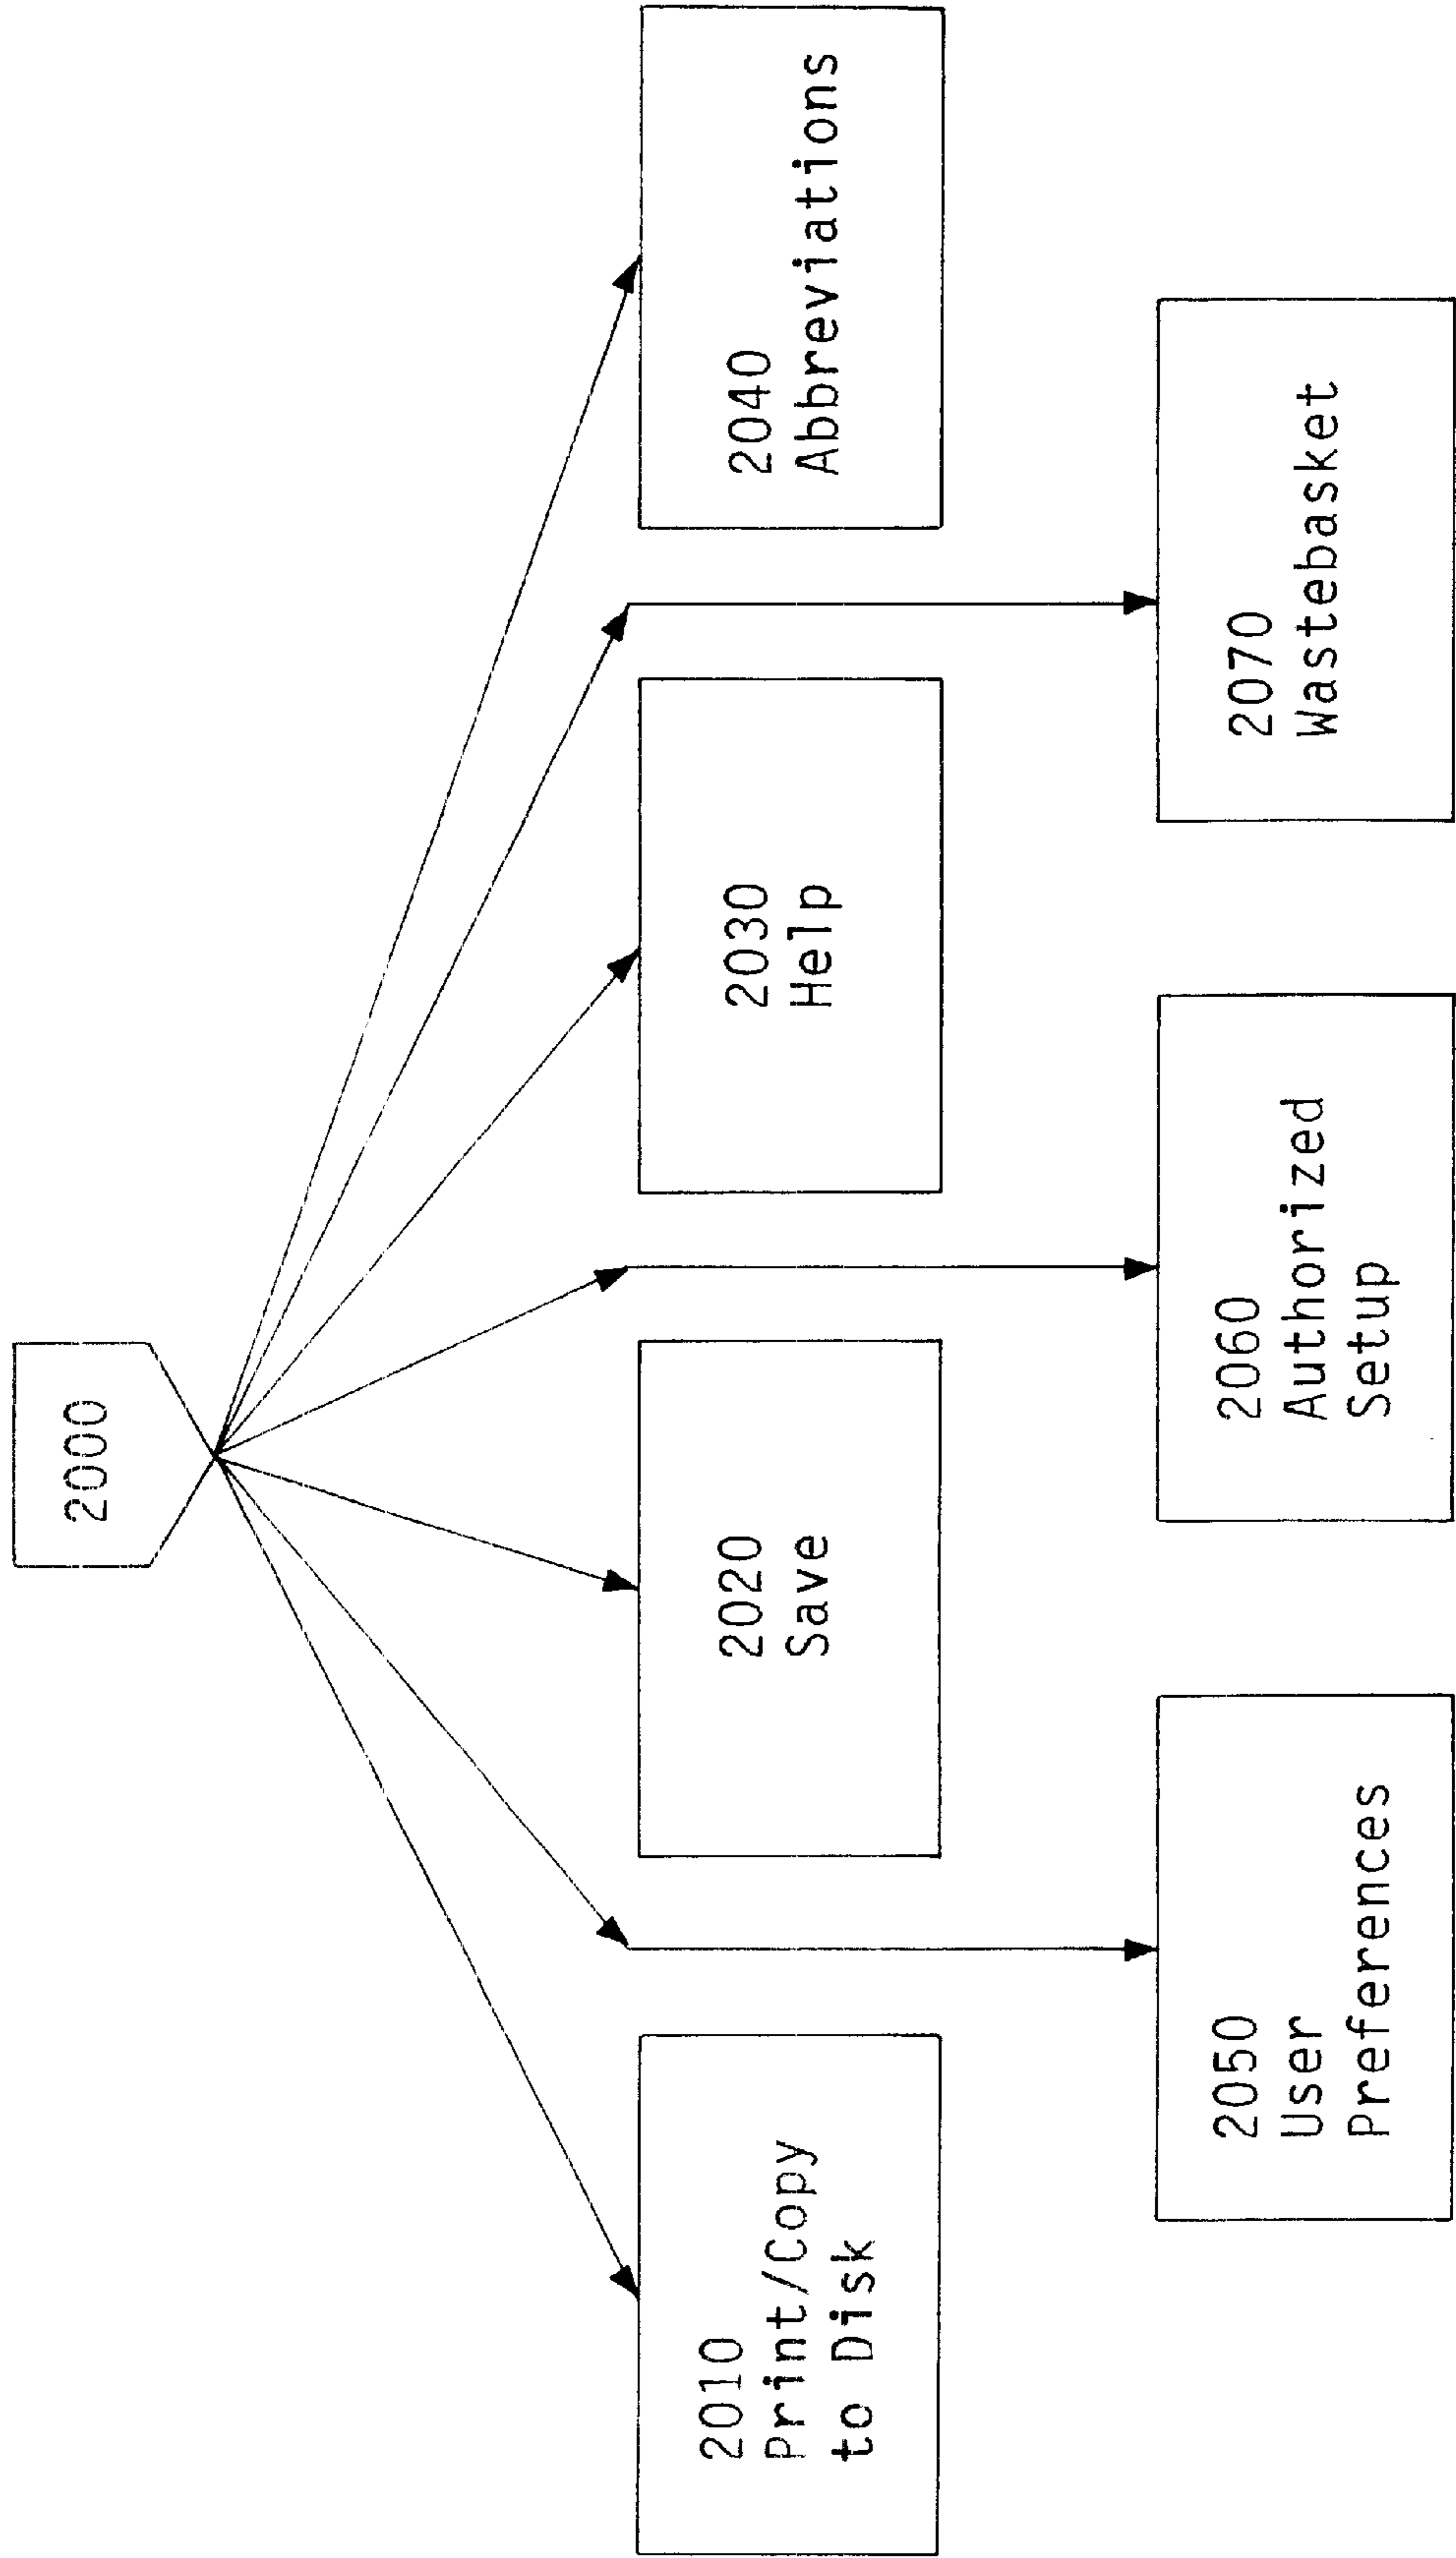 2000
2010
Print/Copy
to Disk
2020
Save
2030
Help
2040
Abbreviations
2050
User
Preferences
2060
Authorized
Setup
2070
Wastebasket